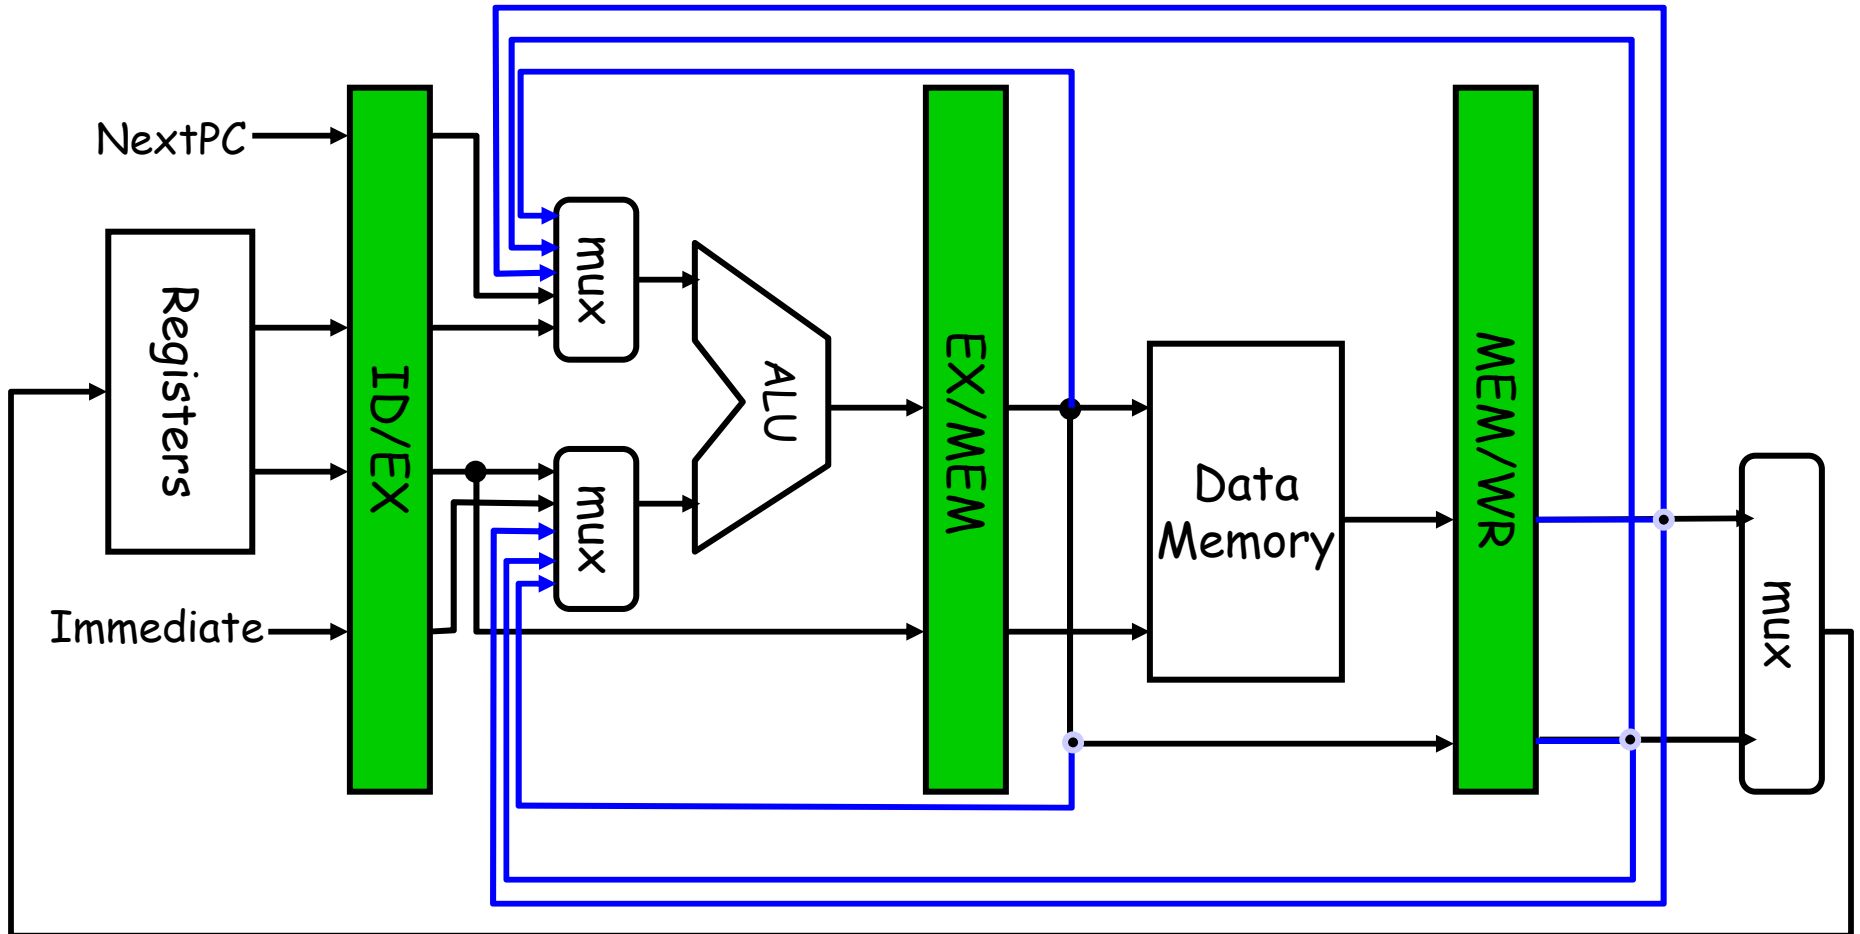 NextPC
Registers
Immediate
ID/EX
mux
mux
ALU
EX/MEM
Data
Memory
MEM/WR
mux